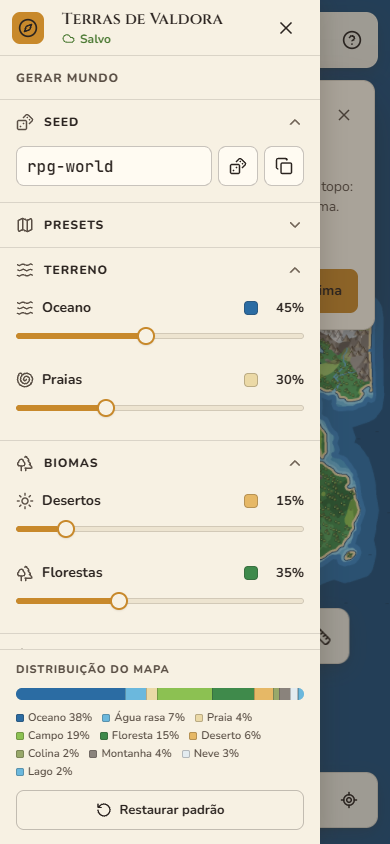 Terras de Valdora
Salvo
GERAR MUNDO
SEED
rpg-world
PRESETS
TERRENO
Oceano 45%
Praias 30%
BIOMAS
Desertos 15%
Florestas 35%
DISTRIBUIÇÃO DO MAPA
Oceano 38% Água rasa 7% Praia 4%
Campo 19% Floresta 15% Deserto 6%
Colina 2% Montanha 4% Neve 3%
Lago 2%
Restaurar padrão
topo: